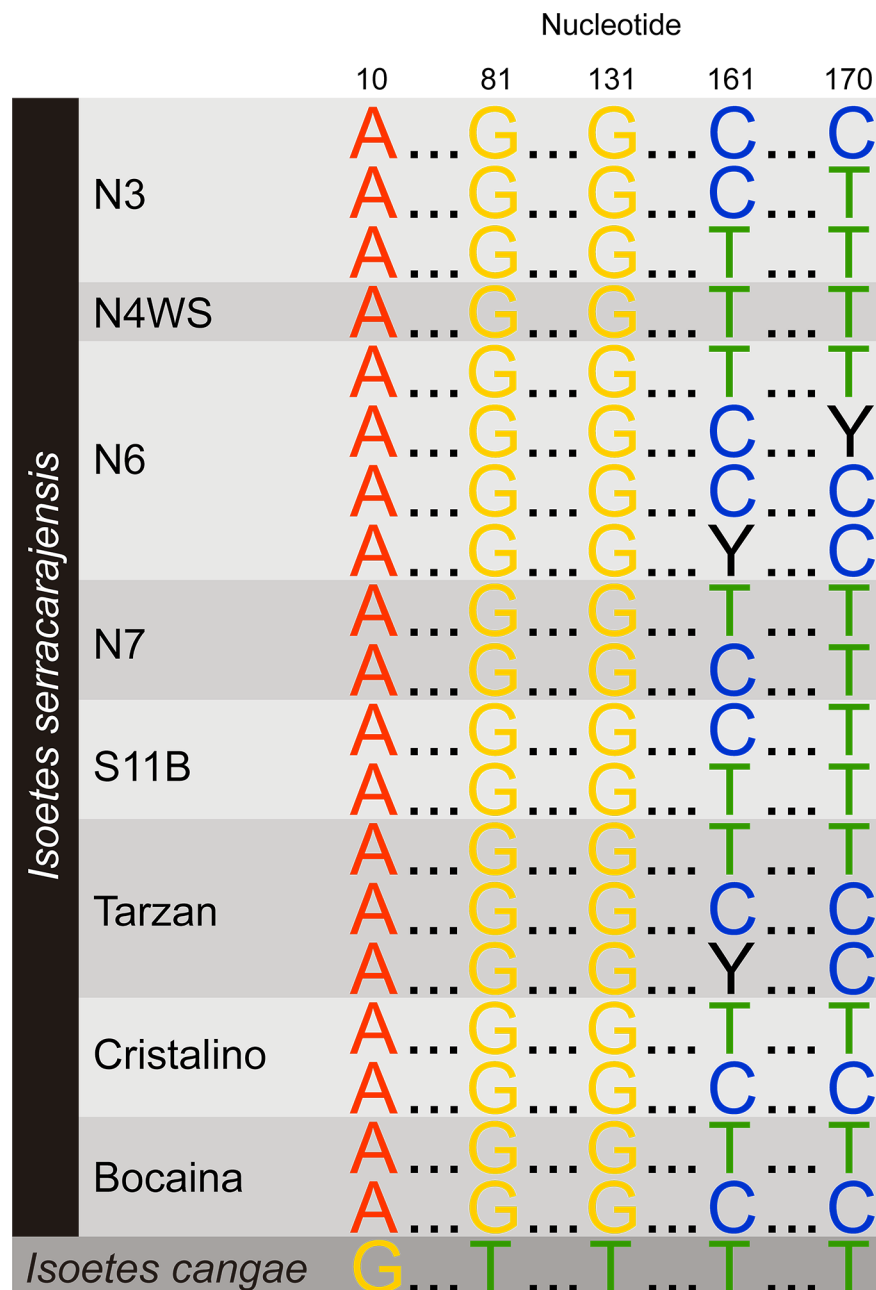 Nucleotide
10 81 131 161 170
Isoetes serracarajensis
N3
A...G...G...C...C
A...G...G...C...T
A...G...G...T...T
N4WS
A...G...G...T...T
N6
A...G...G...T...T
A...G...G...C...Y
A...G...G...C...C
A...G...G...Y...C
N7
A...G...G...T...T
A...G...G...C...T
S11B
A...G...G...C...T
A...G...G...T...T
Tarzan
A...G...G...T...T
A...G...G...C...C
A...G...G...Y...C
Cristalino
A...G...G...T...T
A...G...G...C...C
Bocaina
A...G...G...T...T
A...G...G...C...C
Isoetes cangae G...T...T...T...T